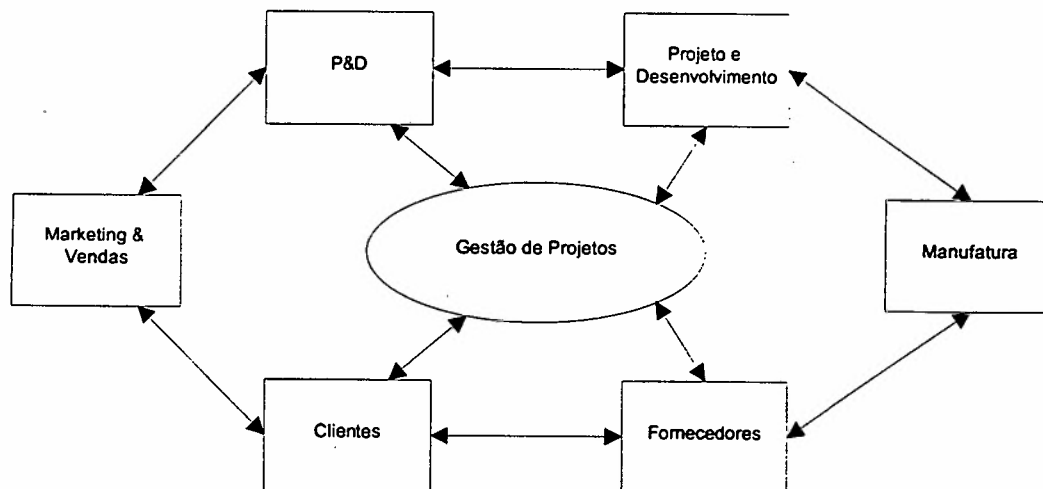 P&D
Projeto e
Desenvolvimento
Marketing &
Vendas
Gestão de Projetos
Manufatura
Clientes
Fornecedores